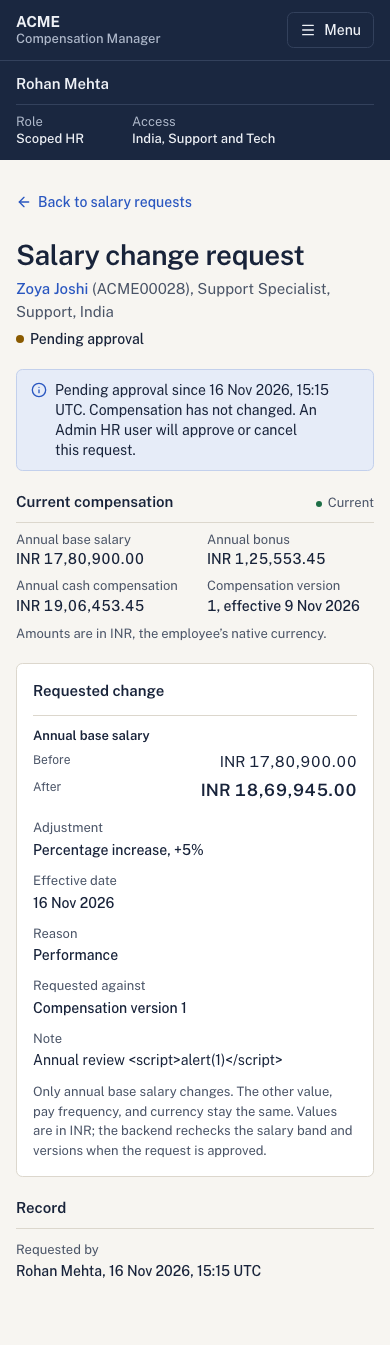 ACME
Compensation Manager
Menu
Rohan Mehta
Role
Scoped HR
Access
India, Support and Tech
Back to salary requests
Salary change request
Zoya Joshi (ACME00028), Support Specialist,
Support, India
Pending approval
Pending approval since 16 Nov 2026, 15:15
UTC. Compensation has not changed. An
Admin HR user will approve or cancel
this request.
Current compensation
Current
Annual base salary
INR 17,80,900.00
Annual bonus
INR 1,25,553.45
Annual cash compensation
INR 19,06,453.45
Compensation version
1, effective 9 Nov 2026
Amounts are in INR, the employee's native currency.
Requested change
Annual base salary
Before
INR 17,80,900.00
After
INR 18,69,945.00
Adjustment
Percentage increase, +5%
Effective date
16 Nov 2026
Reason
Performance
Requested against
Compensation version 1
Note
Annual review <script>alert(1)</script>
Only annual base salary changes. The other value,
pay frequency, and currency stay the same. Values
are in INR; the backend rechecks the salary band and
versions when the request is approved.
Record
Requested by
Rohan Mehta, 16 Nov 2026, 15:15 UTC